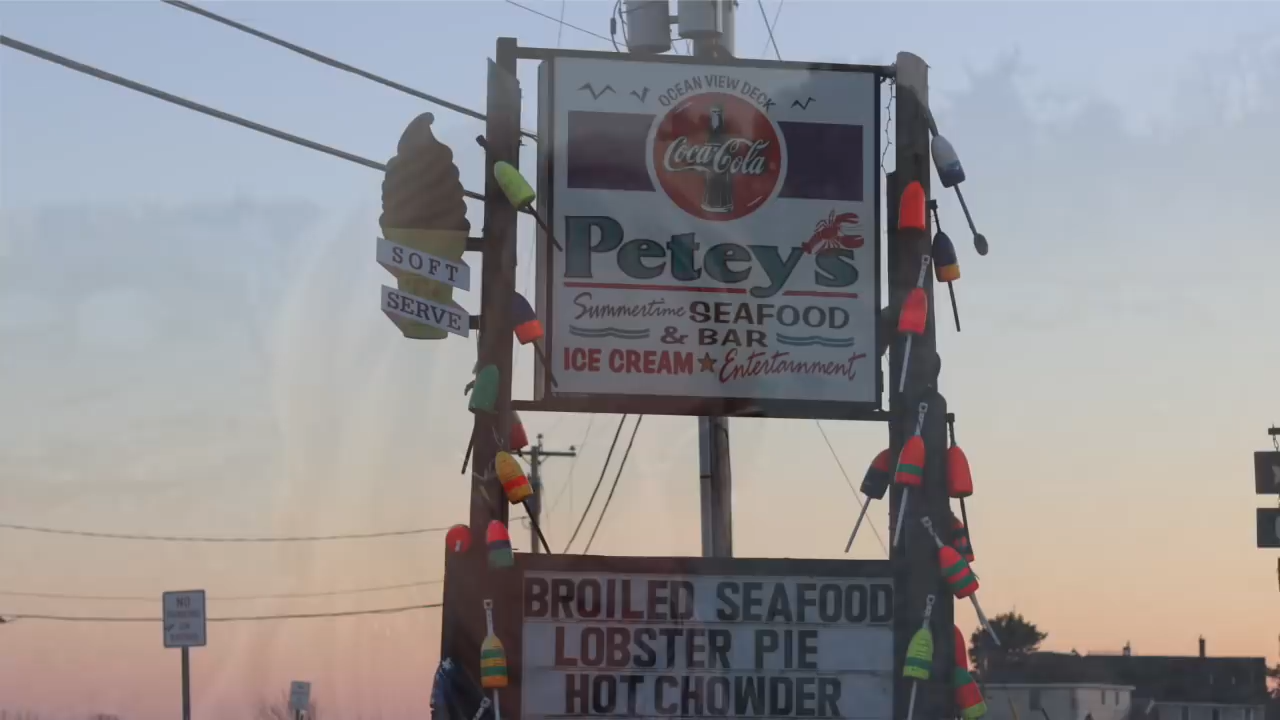 OCEAN VIEW DECK
Coca-Cola
Petey's
Summertime SEAFOOD
& BAR
ICE CREAM Entertainment
SOFT
SERVE
BROILED SEAFOOD
LOBSTER PIE
HOT CHOWDER
NO